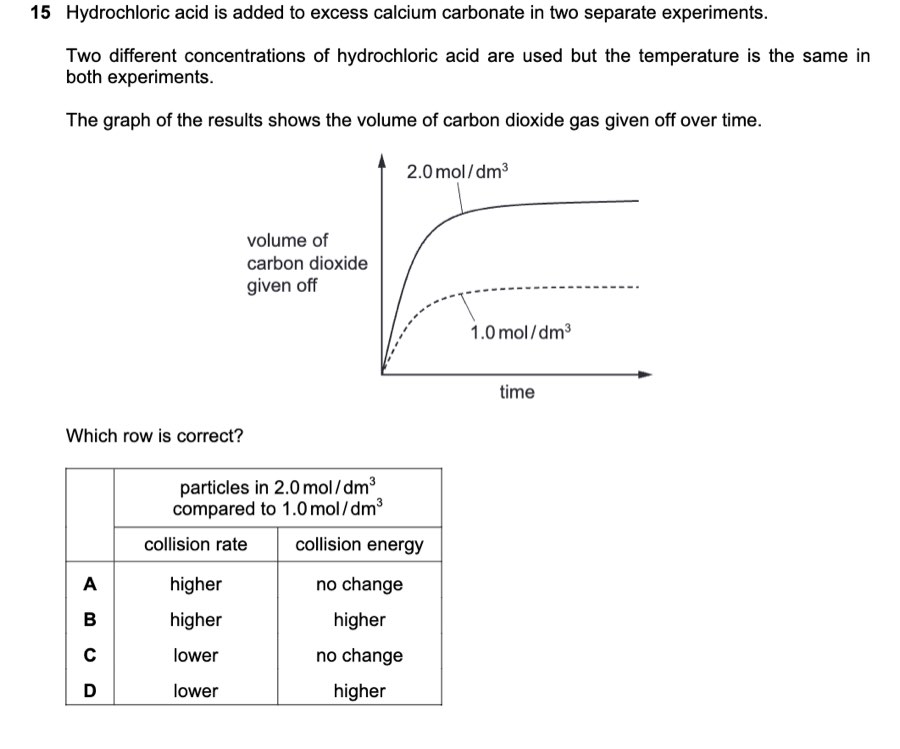 15 Hydrochloric acid is added to excess calcium carbonate in two separate experiments.
Two different concentrations of hydrochloric acid are used but the temperature is the same in
both experiments.
The graph of the results shows the volume of carbon dioxide gas given off over time.
2.0 mol/dm³
volume of
carbon dioxide
given off
1.0 mol/dm³
time
Which row is correct?
particles in 2.0 mol/dm³
compared to 1.0 mol/dm³
collision rate collision energy
A higher no change
B higher higher
C lower no change
D lower higher